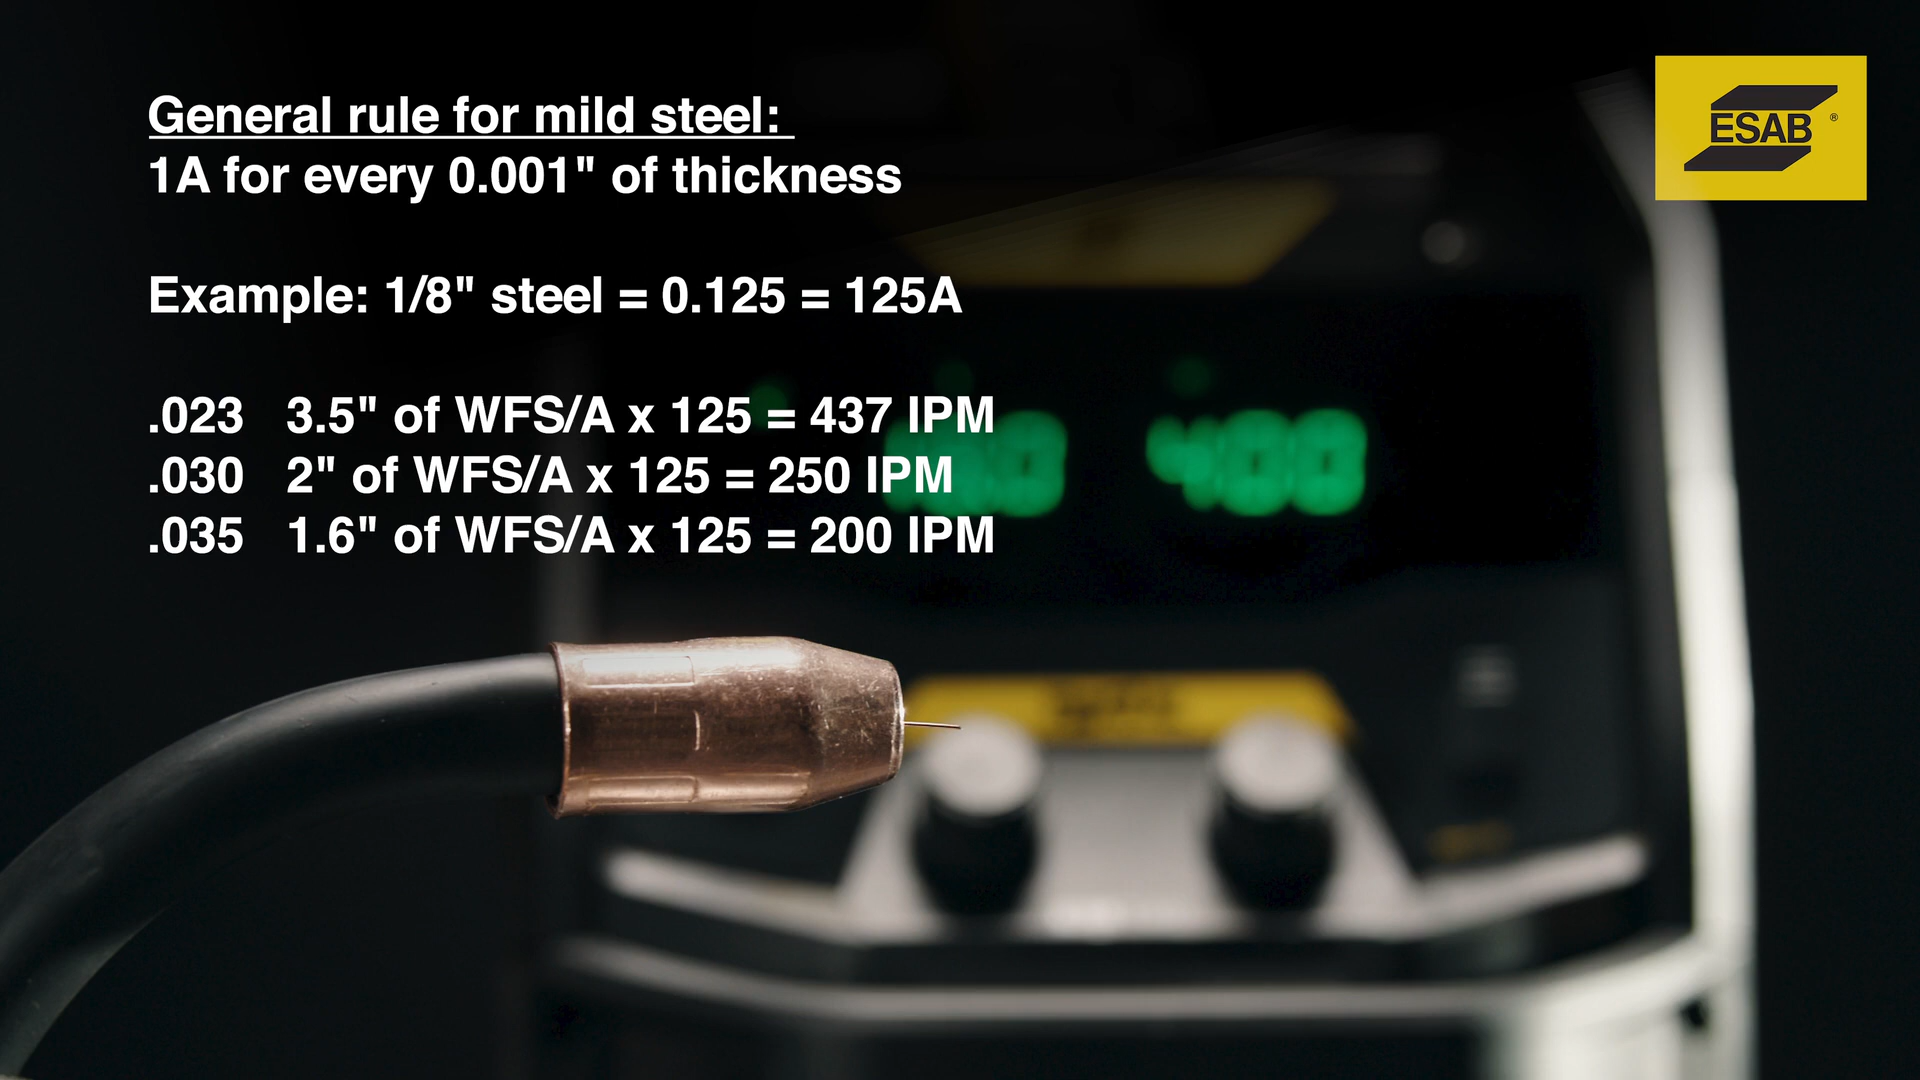 General rule for mild steel:
1A for every 0.001" of thickness
Example: 1/8" steel = 0.125 = 125A
.023 3.5" of WFS/A x 125 = 437 IPM
.030 2" of WFS/A x 125 = 250 IPM
.035 1.6" of WFS/A x 125 = 200 IPM
ESAB ®
400